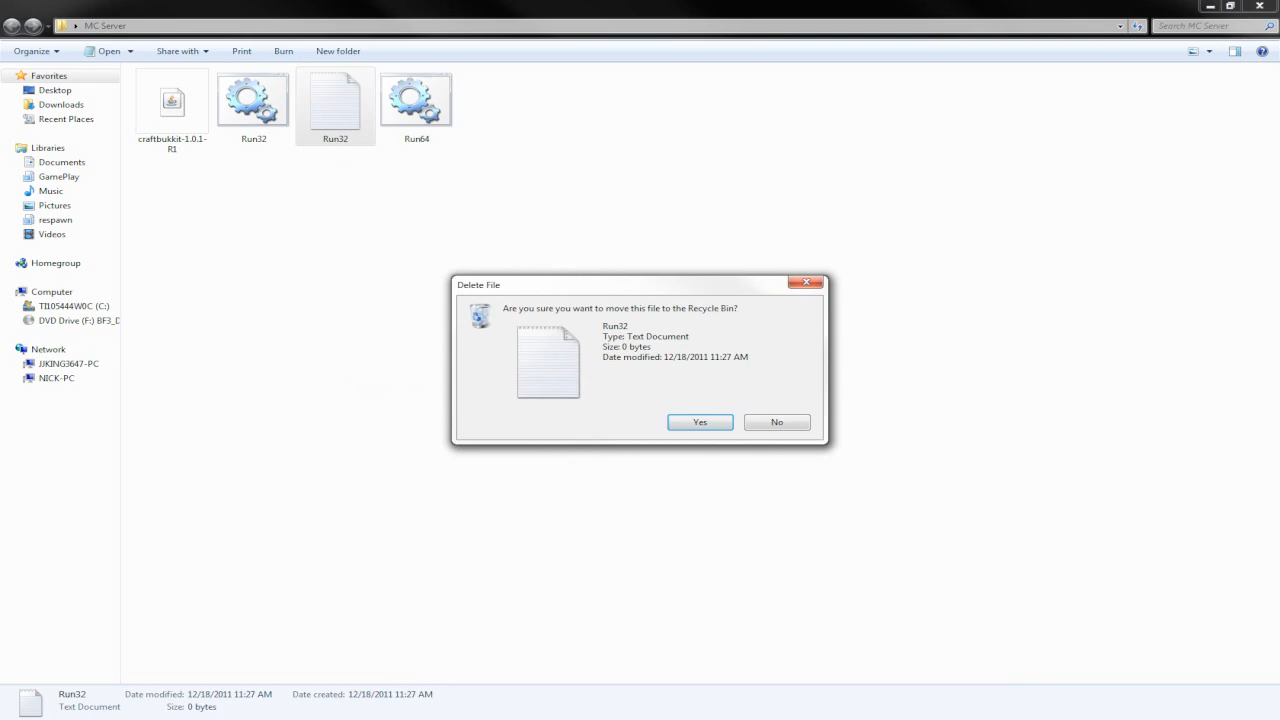 MC Server
Search MC Server
Organize
Open
Share with
Print
Burn
New folder
Favorites
Desktop
Downloads
Recent Places
Libraries
Documents
GamePlay
Music
Pictures
respawn
Videos
Homegroup
Computer
TI105444W0C (C:)
DVD Drive (F:) BF3_D
Network
JJKING3647-PC
NICK-PC
craftbukkit-1.0.1-
R1
Run32
Run32
Run64
Delete File
Are you sure you want to move this file to the Recycle Bin?
Run32
Type: Text Document
Size: 0 bytes
Date modified: 12/18/2011 11:27 AM
Yes
No
Run32
Date modified: 12/18/2011 11:27 AM
Date created: 12/18/2011 11:27 AM
Text Document
Size: 0 bytes